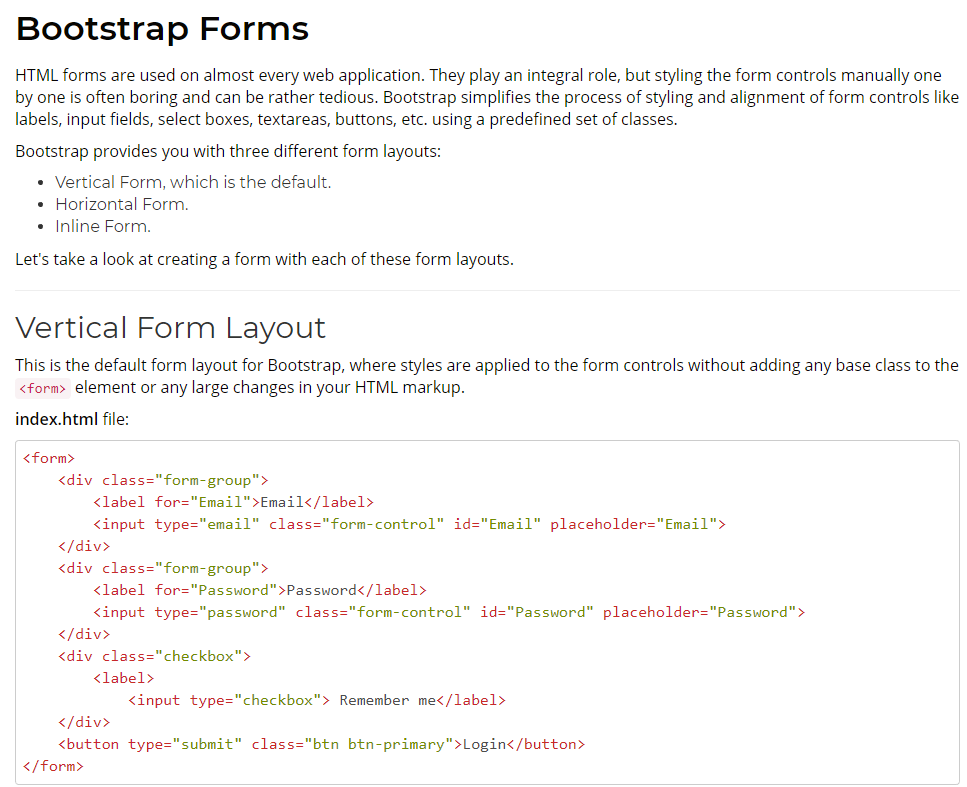 Bootstrap Forms
HTML forms are used on almost every web application. They play an integral role, but styling the form controls manually one
by one is often boring and can be rather tedious. Bootstrap simplifies the process of styling and alignment of form controls like
labels, input fields, select boxes, textareas, buttons, etc. using a predefined set of classes.
Bootstrap provides you with three different form layouts:
• Vertical Form, which is the default.
• Horizontal Form.
• Inline Form.
Let's take a look at creating a form with each of these form layouts.
Vertical Form Layout
This is the default form layout for Bootstrap, where styles are applied to the form controls without adding any base class to the
<form> element or any large changes in your HTML markup.
index.html file:
<form>
    <div class="form-group">
        <label for="Email">Email</label>
        <input type="email" class="form-control" id="Email" placeholder="Email">
    </div>
    <div class="form-group">
        <label for="Password">Password</label>
        <input type="password" class="form-control" id="Password" placeholder="Password">
    </div>
    <div class="checkbox">
        <label>
            <input type="checkbox"> Remember me</label>
    </div>
    <button type="submit" class="btn btn-primary">Login</button>
</form>